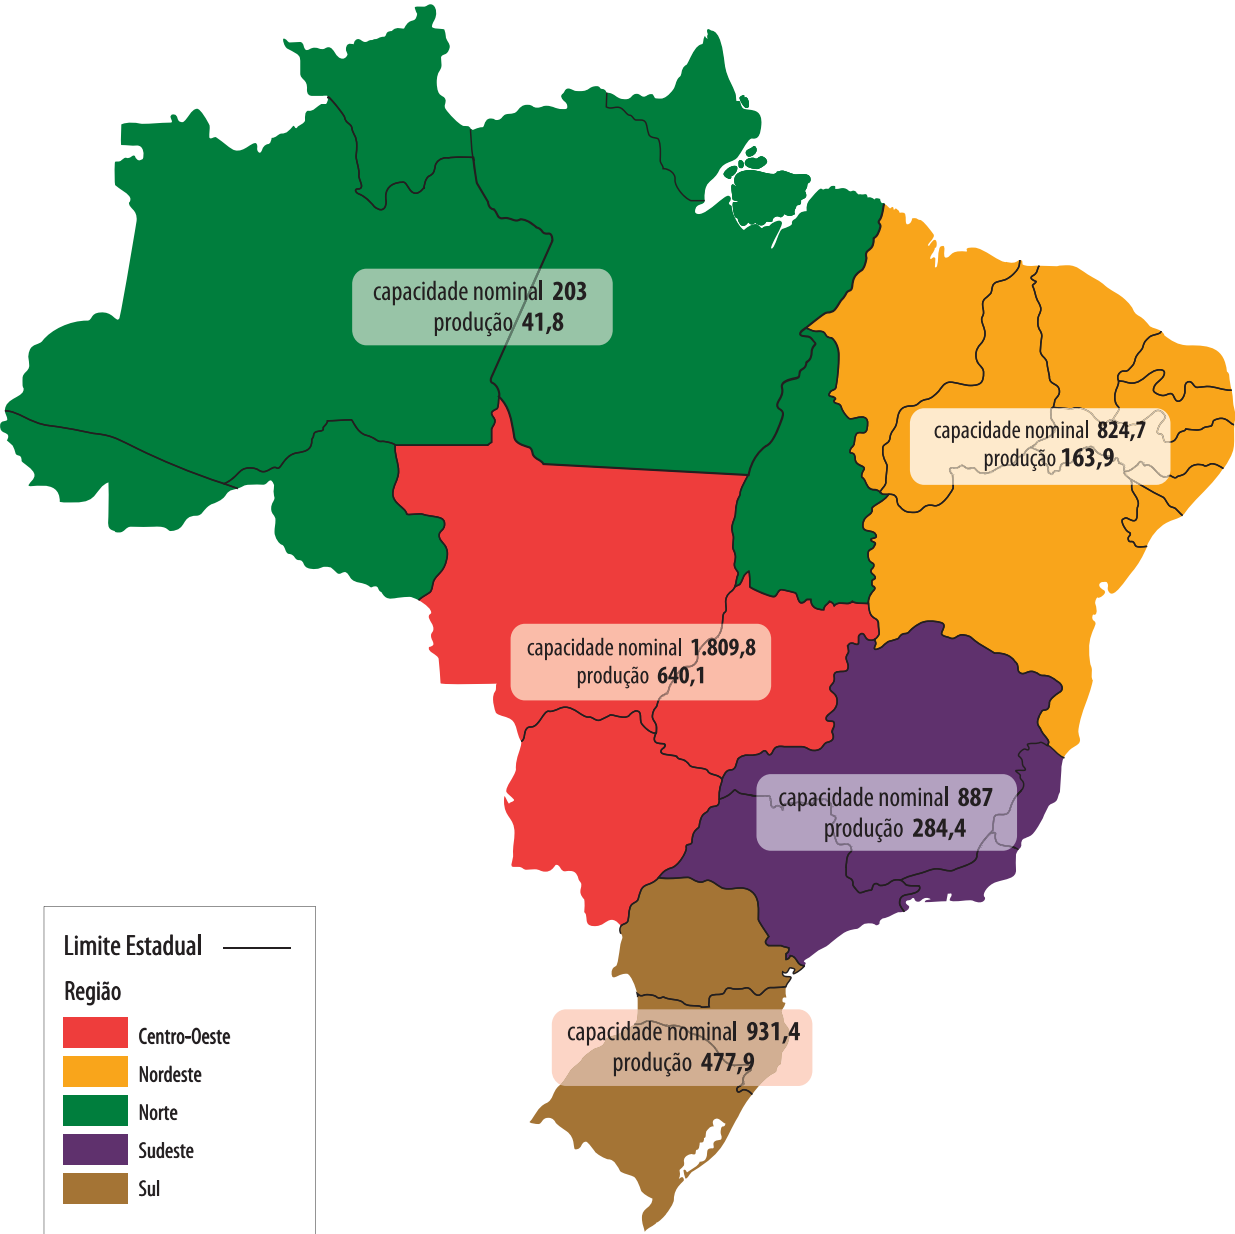 capacidade nominal 203
produção 41,8
capacidade nominal 824,7
produção 163,9
capacidade nominal 1.809,8
produção 640,1
capacidade nominal 887
produção 284,4
capacidade nominal 931,4
produção 477,9
Limite Estadual
Região
Centro-Oeste
Nordeste
Norte
Sudeste
Sul